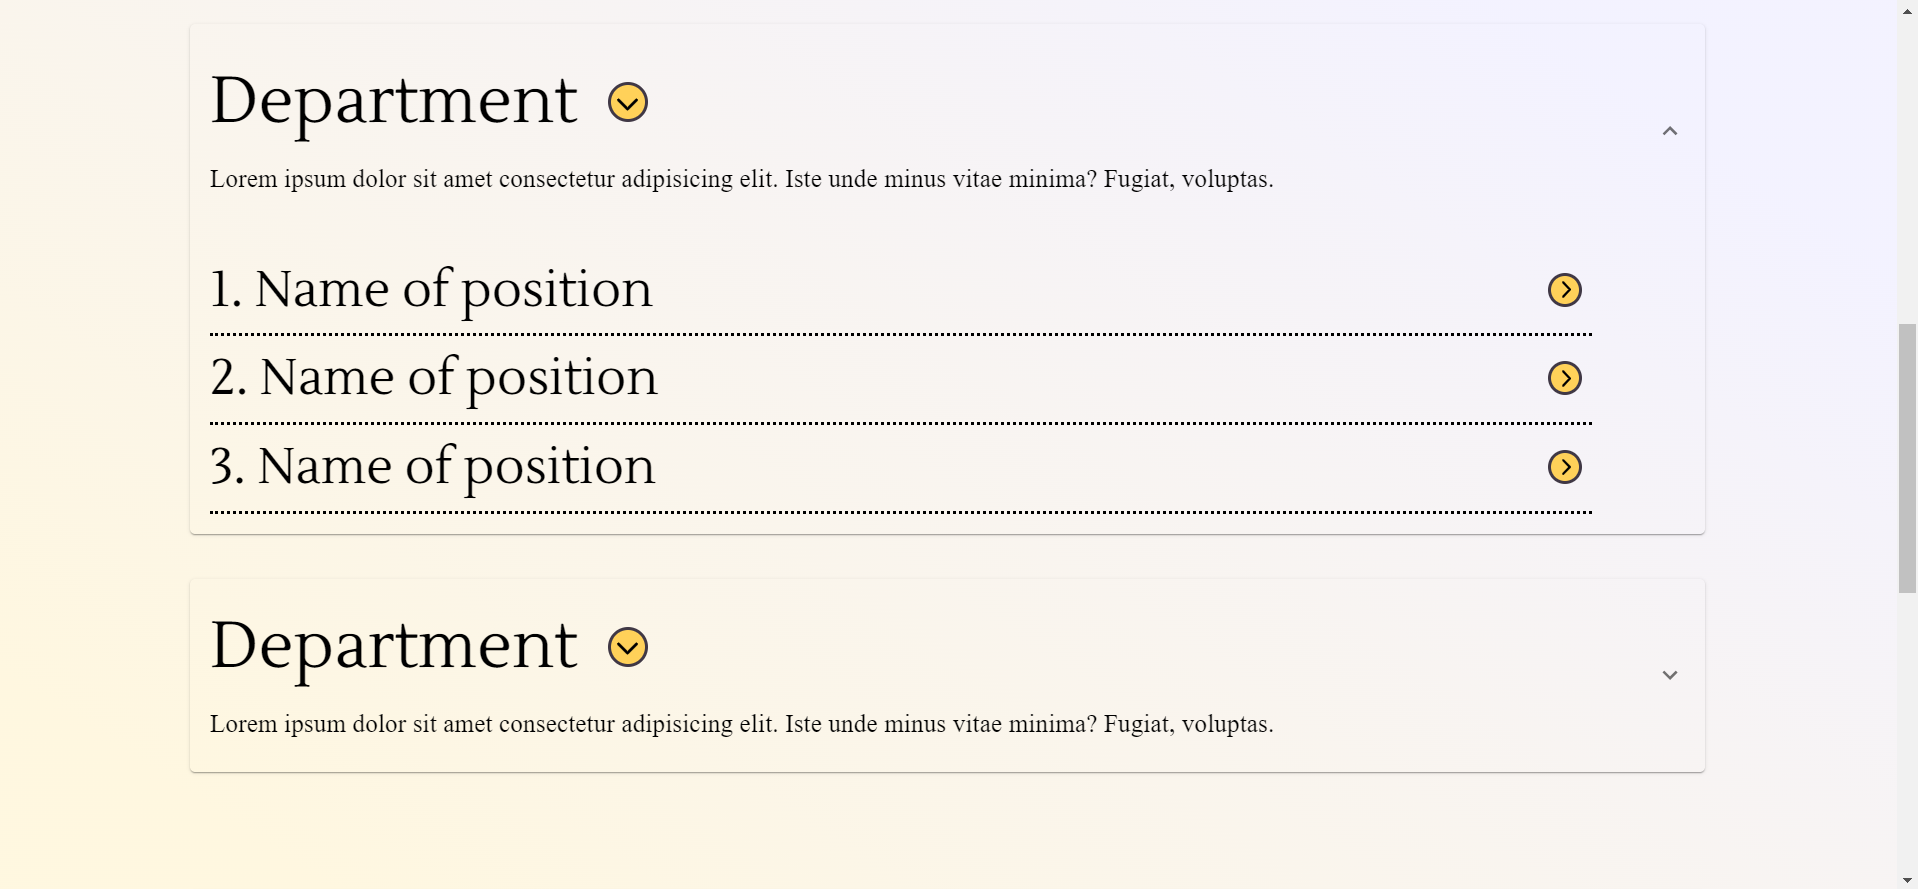 Department
Lorem ipsum dolor sit amet consectetur adipisicing elit. Iste unde minus vitae minima? Fugiat, voluptas.
1. Name of position
2. Name of position
3. Name of position
Department
Lorem ipsum dolor sit amet consectetur adipisicing elit. Iste unde minus vitae minima? Fugiat, voluptas.